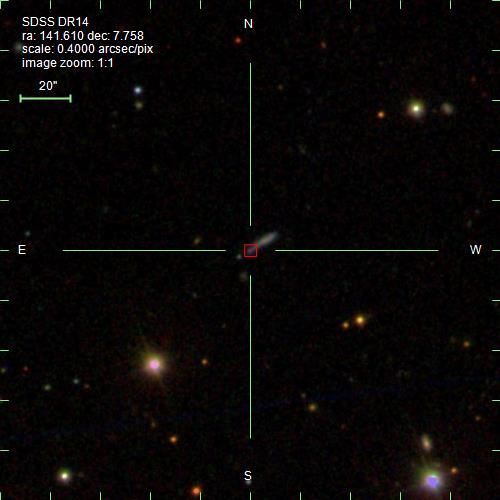 SDSS DR14
ra: 141.610 dec: 7.758
scale: 0.4000 arcsec/pix
image zoom: 1:1
20"
N
E
W
S